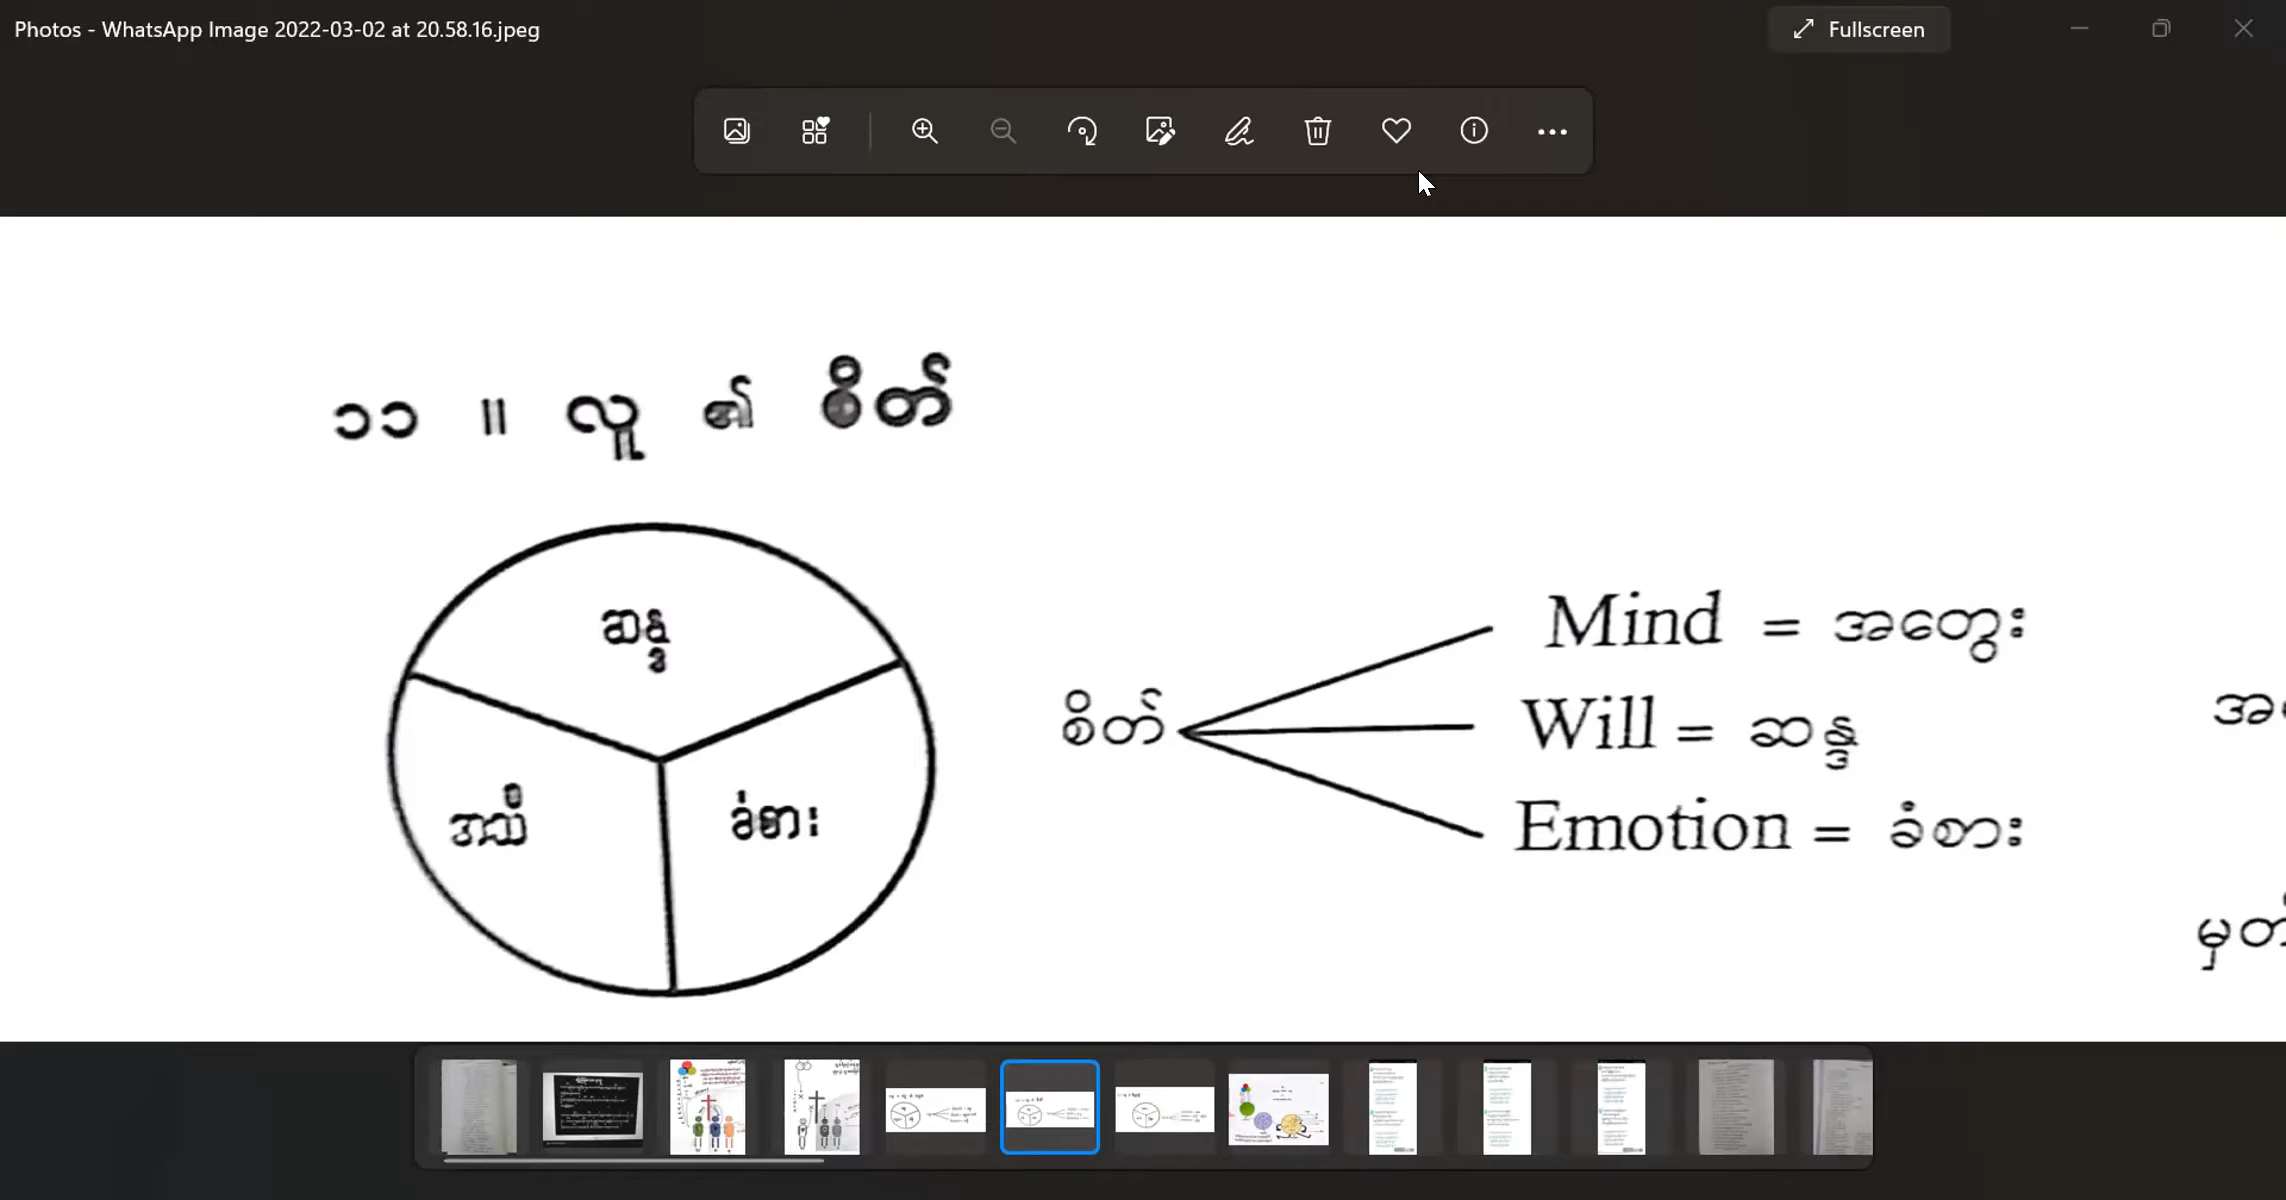 Photos - WhatsApp Image 2022-03-02 at 20.58.16.jpeg
Fullscreen
၁၁ ။ လူ ၏ စိတ်
ဆန္ဒ
အသိ
ခံစား
စိတ်
Mind = အတွေး
Will = ဆန္ဒ
Emotion = ခံစား